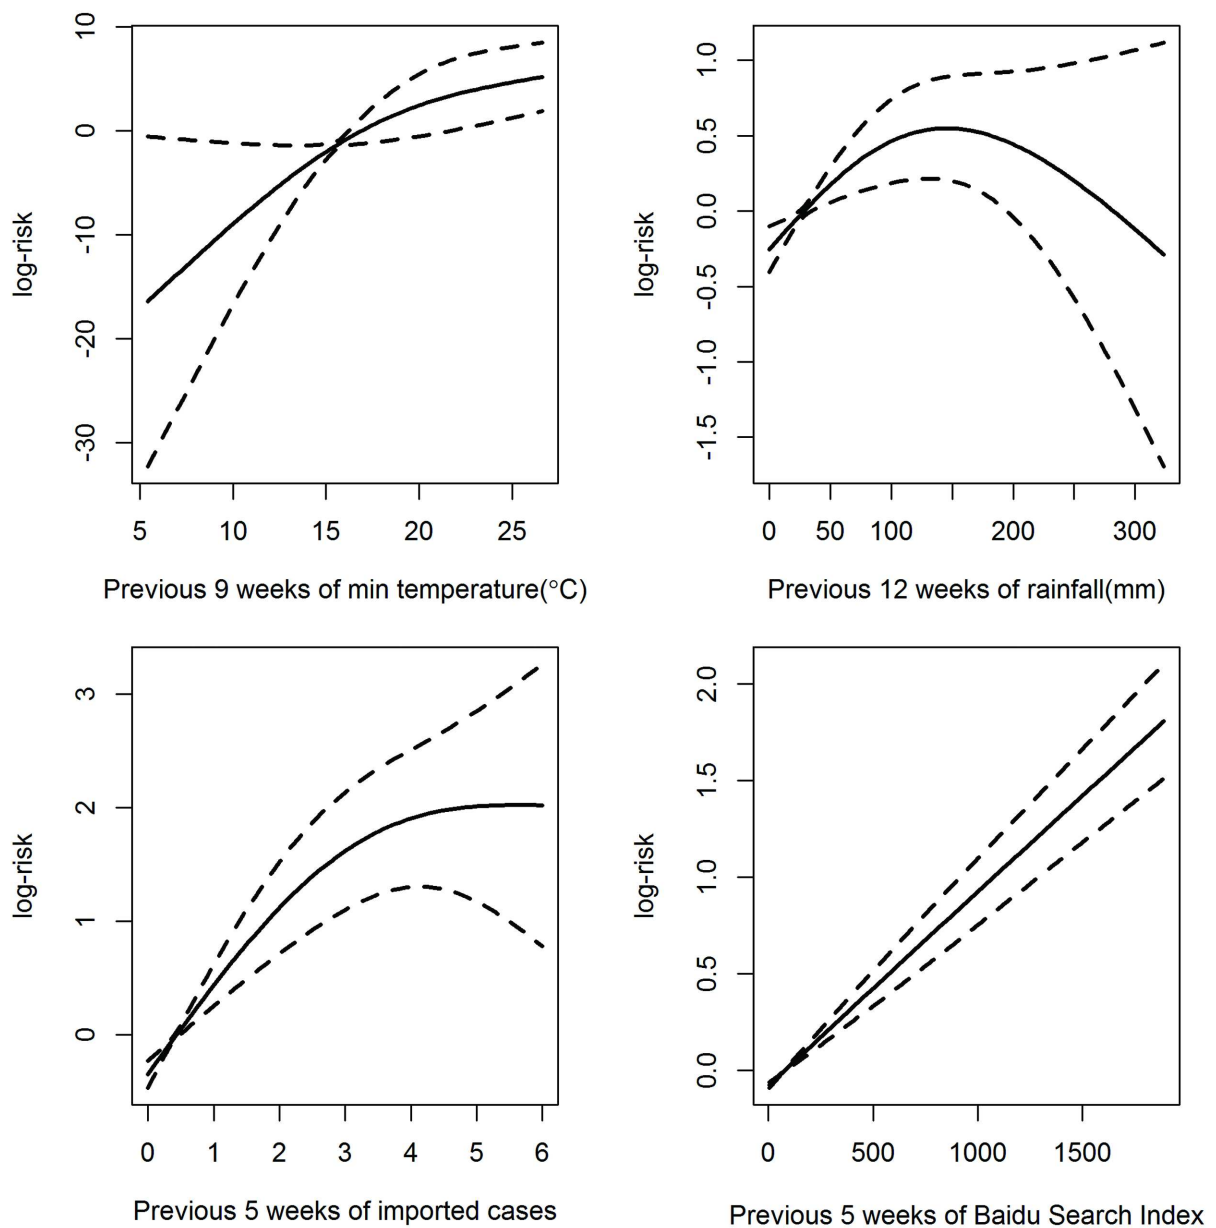 10
0
-10
-20
-30
log-risk
5 10 15 20 25
Previous 9 weeks of min temperature(°C)
1.0
0.5
0.0
-0.5
-1.0
-1.5
log-risk
0 50 100 200 300
Previous 12 weeks of rainfall(mm)
3
2
1
0
log-risk
0 1 2 3 4 5 6
Previous 5 weeks of imported cases
2.0
1.5
1.0
0.5
0.0
log-risk
0 500 1000 1500
Previous 5 weeks of Baidu Search Index